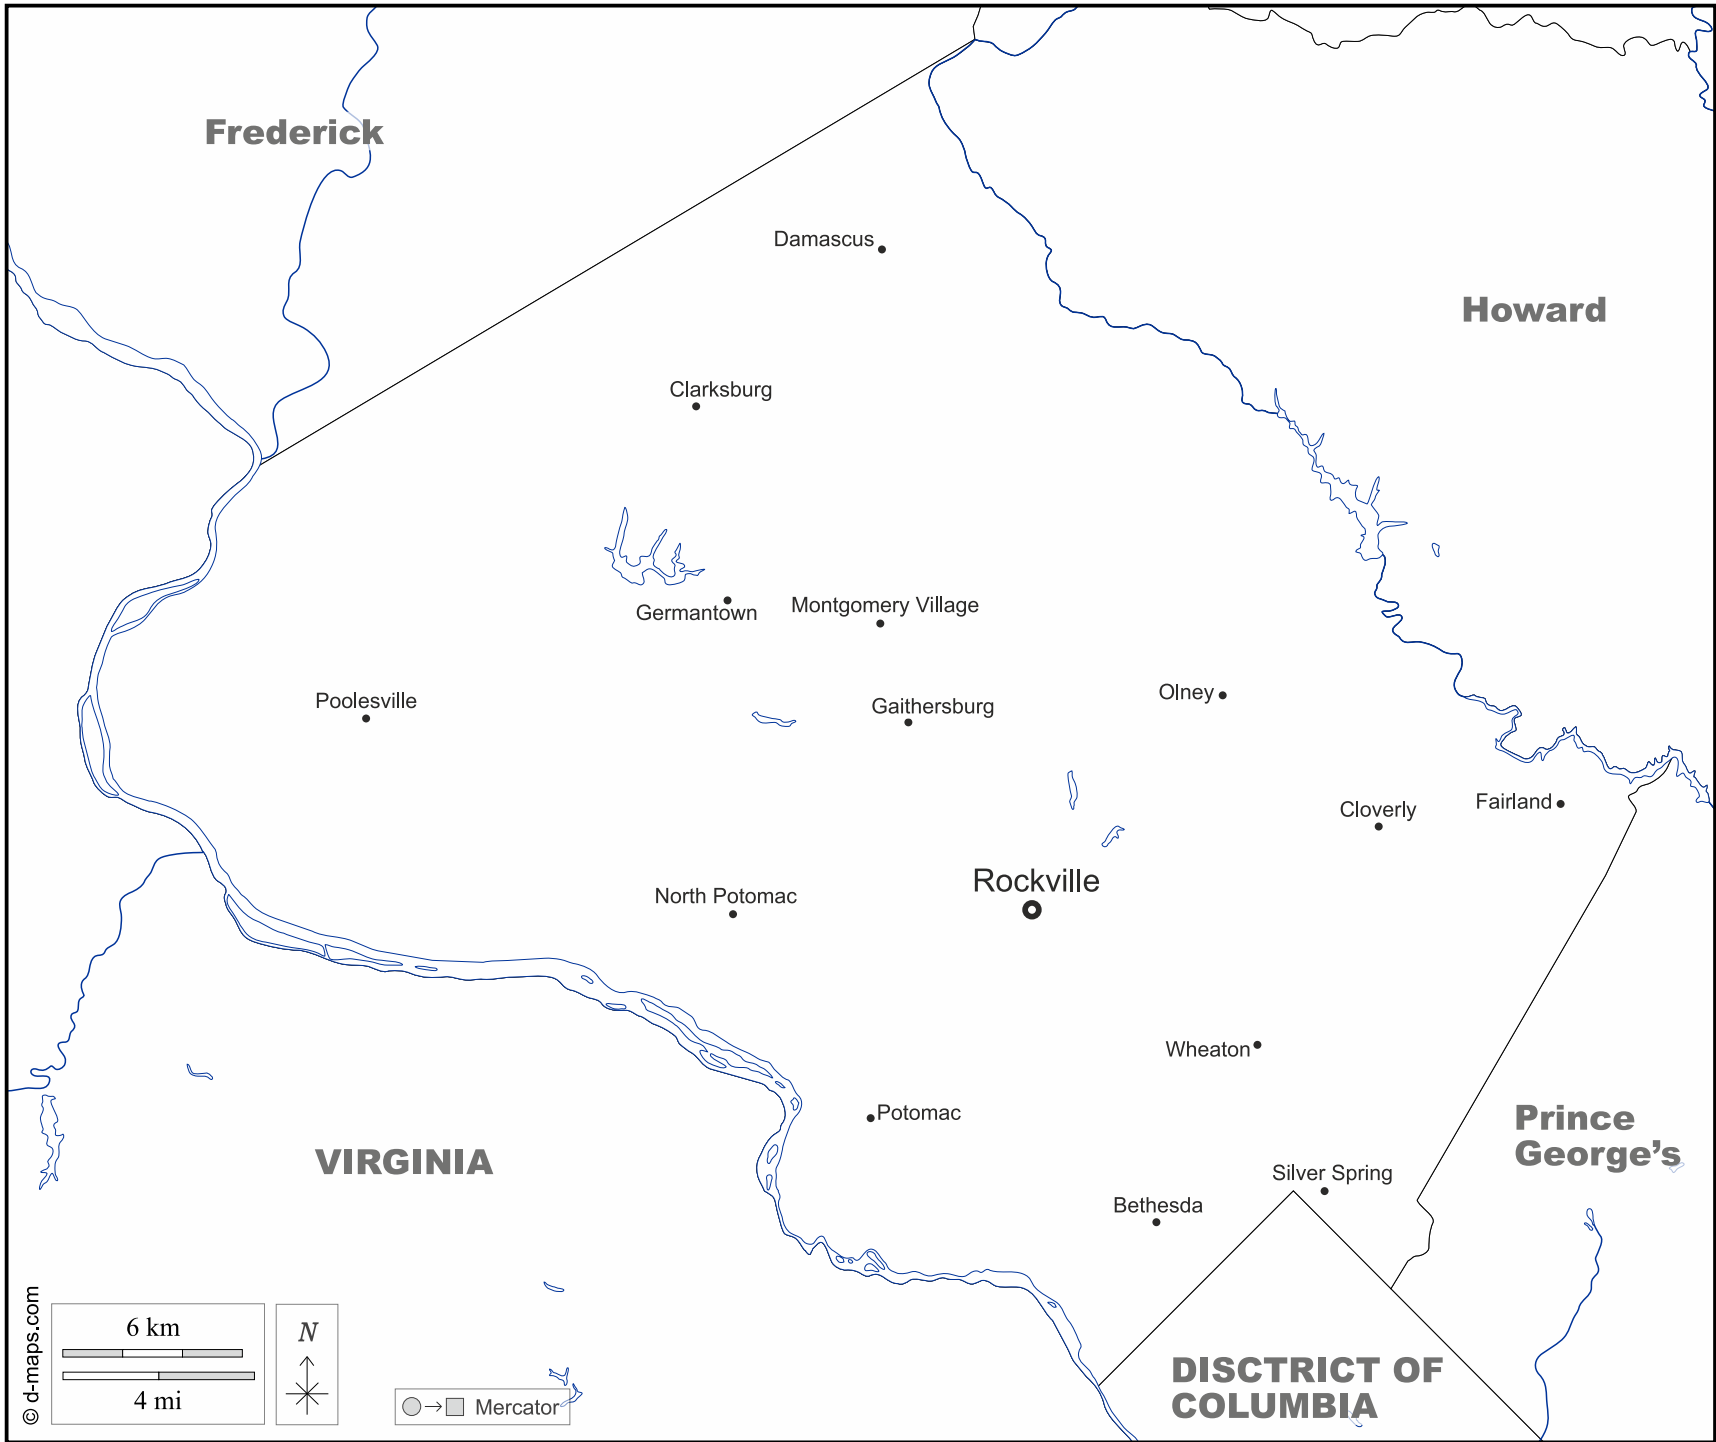 Frederick
Damascus
Howard
Clarksburg
Germantown
Montgomery Village
Poolesville
Gaithersburg
Olney
Cloverly
Fairland
Rockville
North Potomac
Wheaton
Potomac
Prince
George's
VIRGINIA
Silver Spring
Bethesda
DISCTRICT OF
COLUMBIA
© d-maps.com
6 km
4 mi
N
Mercator